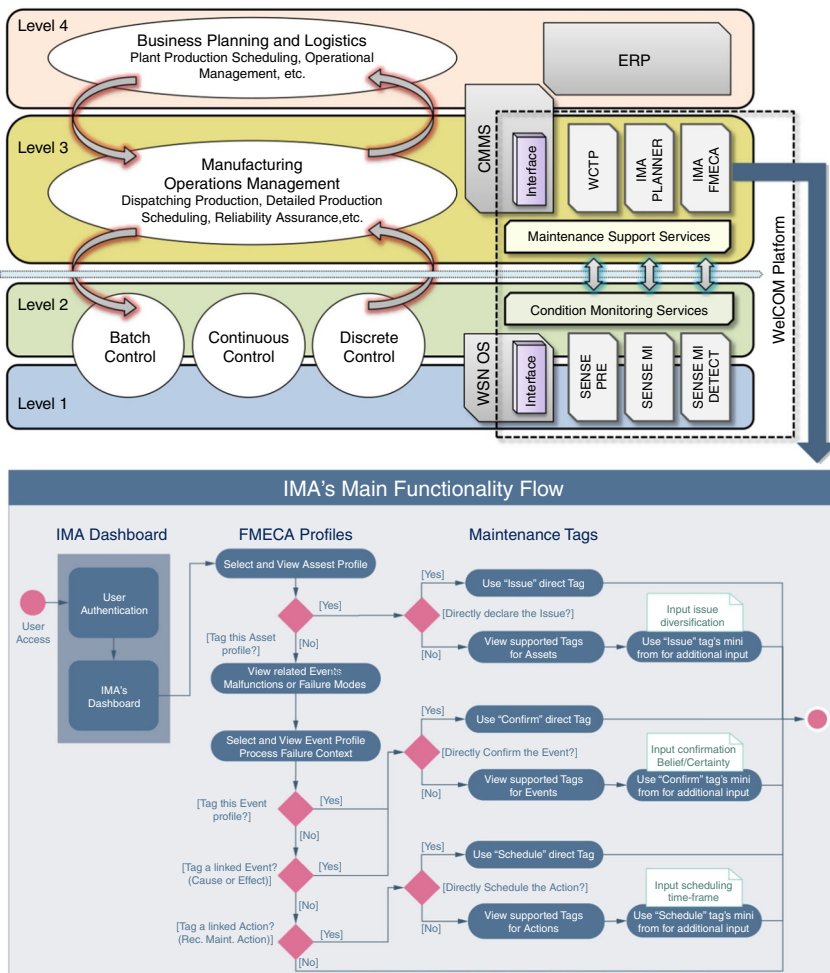 Level 4
Business Planning and Logistics
Plant Production Scheduling, Operational
Management, etc.
ERP
Level 3
Manufacturing
Operations Management
Dispatching Production, Detailed Production
Scheduling, Reliability Assurance,etc.
CMMS
Interface
WCTP
IMA
PLANNER
IMA
FMECA
Maintenance Support Services
WelCOM Platform
Level 2
Batch
Control
Continuous
Control
Discrete
Control
Condition Monitoring Services
Level 1
WSN OS
Interface
SENSE
PRE
SENSE MI
SENSE MI
DETECT
IMA's Main Functionality Flow
IMA Dashboard
FMECA Profiles
Maintenance Tags
User
Access
User
Authentication
IMA's
Dashboard
Select and View Assest Profile
[Yes]
[Tag this Asset
profile?]
[No]
View related Events
Malfunctions or Failure Modes
Select and View Event Profile
Process Failure Context
[Tag this Event
profile?]
[Yes]
[No]
[Tag a linked Event?
(Cause or Effect)]
[Yes]
[No]
[Tag a linked Action?
(Rec. Maint. Action)]
[Yes]
[No]
[Yes]
Use "Issue" direct Tag
[Directly declare the Issue?]
[No]
View supported Tags
for Assets
Input issue
diversification
Use "Issue" tag's mini
from for additional input
[Yes]
Use "Confirm" direct Tag
[Directly Confirm the Event?]
[No]
View supported Tags
for Events
Input confirmation
Belief/Certainty
Use "Confirm" tag's mini
from for additional input
[Yes]
Use "Schedule" direct Tag
[Directly Schedule the Action?]
[No]
View supported Tags
for Actions
Input scheduling
time-frame
Use "Schedule" tag's mini
from for additional input